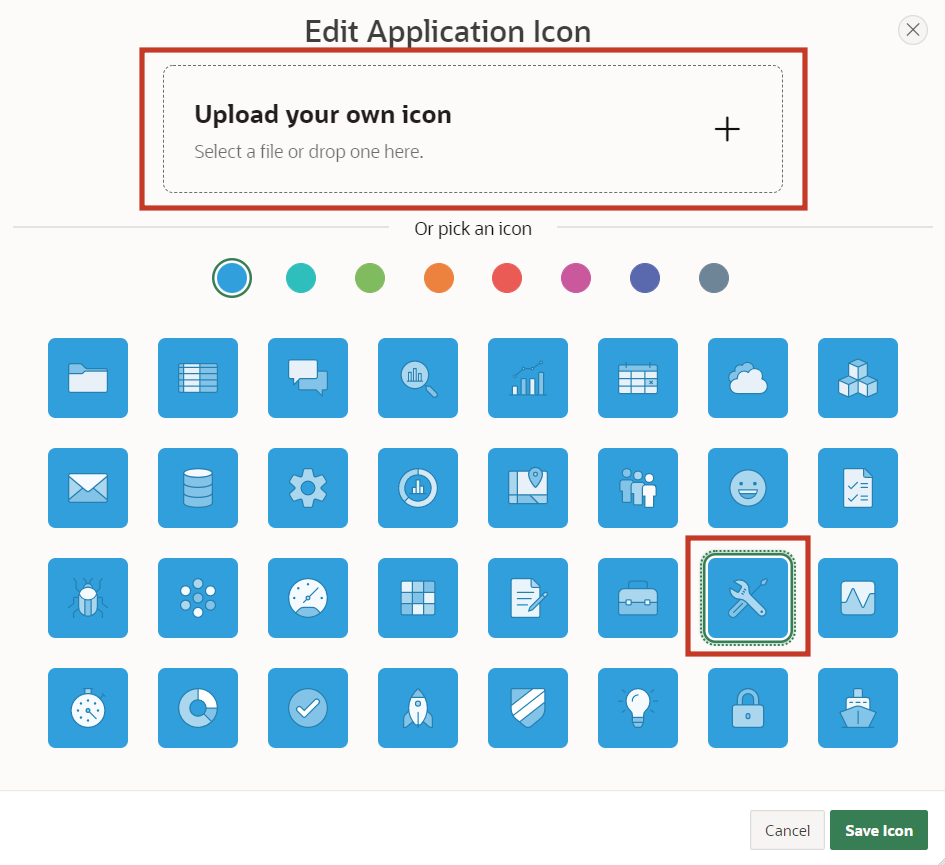 Edit Application Icon
Upload your own icon
Select a file or drop one here.
Or pick an icon
Cancel
Save Icon